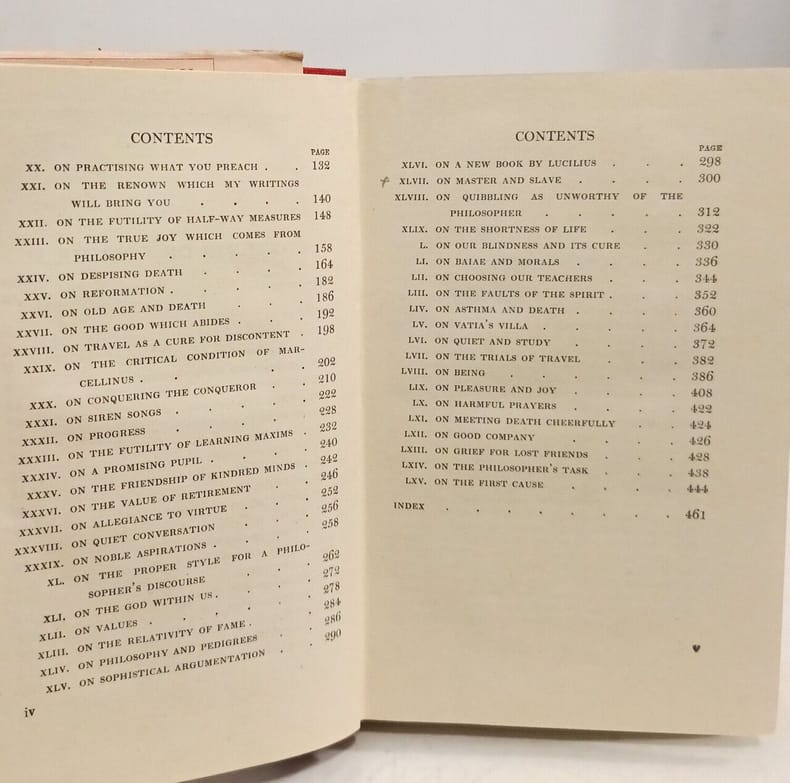 CONTENTS
PAGE
XX. ON PRACTISING WHAT YOU PREACH . . 132
XXI. ON THE RENOWN WHICH MY WRITINGS
WILL BRING YOU . . . . 140
XXII. ON THE FUTILITY OF HALF-WAY MEASURES 148
XXIII. ON THE TRUE JOY WHICH COMES FROM
PHILOSOPHY . . . . . 158
XXIV. ON DESPISING DEATH . . . . 164
XXV. ON REFORMATION . . . . . 182
XXVI. ON OLD AGE AND DEATH . . . 186
XXVII. ON THE GOOD WHICH ABIDES . . . 192
XXVIII. ON TRAVEL AS A CURE FOR DISCONTENT . 198
XXIX. ON THE CRITICAL CONDITION OF MAR-
CELLINUS . . . . 202
XXX. ON CONQUERING THE CONQUEROR . . 210
XXXI. ON SIREN SONGS . . . . 222
XXXII. ON PROGRESS . . . . 228
XXXIII. ON THE FUTILITY OF LEARNING MAXIMS . 232
XXXIV. ON A PROMISING PUPIL . . . . 240
XXXV. ON THE FRIENDSHIP OF KINDRED MINDS . 242
XXXVI. ON THE VALUE OF RETIREMENT . . 246
XXXVII. ON ALLEGIANCE TO VIRTUE . . . 252
XXXVIII. ON QUIET CONVERSATION . . . 256
XXXIX. ON NOBLE ASPIRATIONS . . . . 258
XL. ON THE PROPER STYLE FOR A PHILO-
SOPHER'S DISCOURSE . . . 262
XLI. ON THE GOD WITHIN US . . . . 272
XLII. ON VALUES . . . . . 278
XLIII. ON THE RELATIVITY OF FAME . . . 284
XLIV. ON PHILOSOPHY AND PEDIGREES . . 286
XLV. ON SOPHISTICAL ARGUMENTATION . . 290
iv
CONTENTS
PAGE
XLVI. ON A NEW BOOK BY LUCILIUS . . . 298
XLVII. ON MASTER AND SLAVE . . . . 300
XLVIII. ON QUIBBLING AS UNWORTHY OF THE
PHILOSOPHER . . . . . 312
XLIX. ON THE SHORTNESS OF LIFE . . . 322
L. ON OUR BLINDNESS AND ITS CURE . . 330
LI. ON BAIAE AND MORALS . . . . 336
LII. ON CHOOSING OUR TEACHERS . . . 344
LIII. ON THE FAULTS OF THE SPIRIT . . . 352
LIV. ON ASTHMA AND DEATH . . . . 360
LV. ON VATIA'S VILLA . . . . . 364
LVI. ON QUIET AND STUDY . . . . 372
LVII. ON THE TRIALS OF TRAVEL . . . 382
LVIII. ON BEING . . . . . 386
LIX. ON PLEASURE AND JOY . . . . 408
LX. ON HARMFUL PRAYERS . . . . 422
LXI. ON MEETING DEATH CHEERFULLY . . 424
LXII. ON GOOD COMPANY . . . . 426
LXIII. ON GRIEF FOR LOST FRIENDS . . . 428
LXIV. ON THE PHILOSOPHER'S TASK . . . 438
LXV. ON THE FIRST CAUSE . . . . 444
INDEX . . . . . . . . 461
v